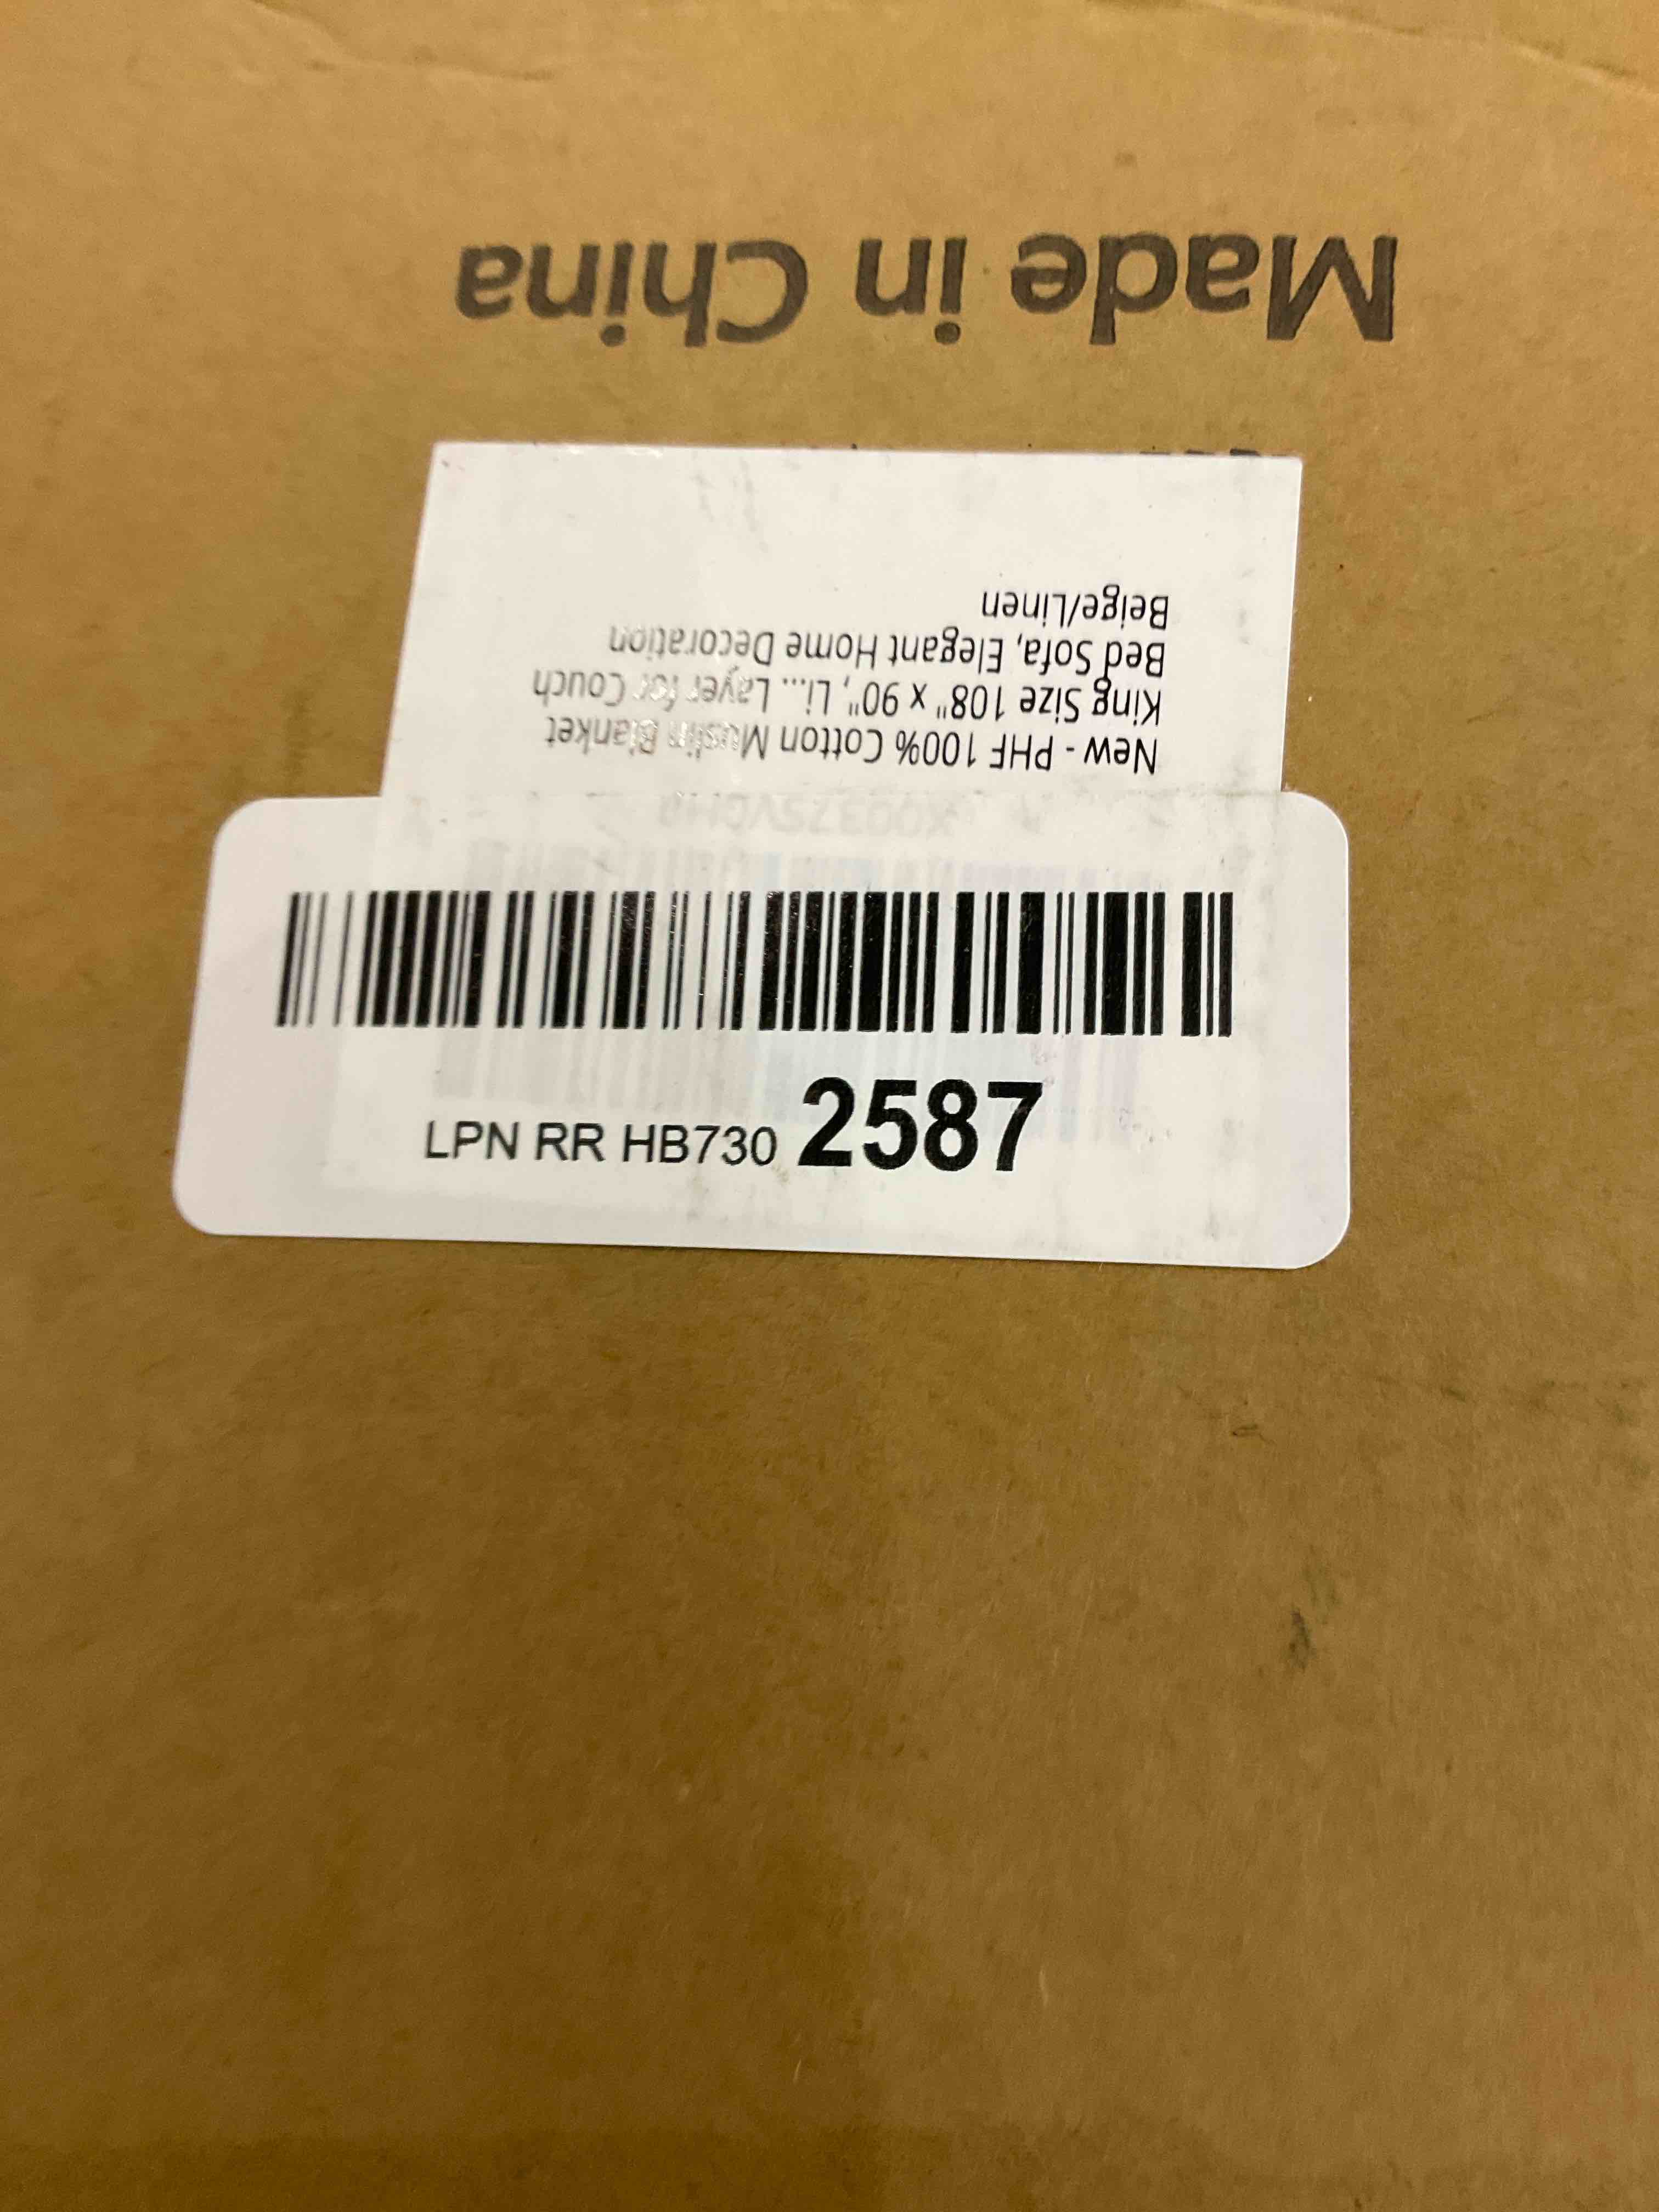 Made in China
New - PHF 100% Cotton Muslin Blanket
King Size 108" x 90", Li... Layer for Couch
Bed Sofa, Elegant Home Decoration
Beige/Linen
LPN RR HB730 2587